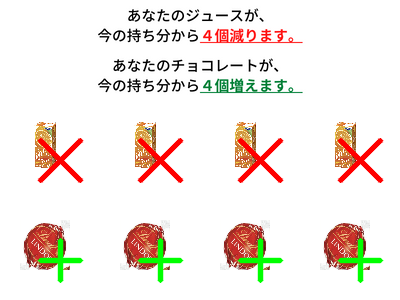 あなたのジュースが、
今の持ち分から４個減ります。
あなたのチョコレートが、
今の持ち分から４個増えます。